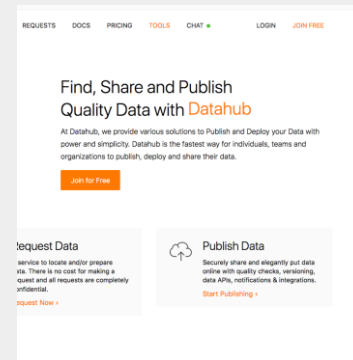 REQUESTS DOCS PRICING TOOLS CHAT LOGIN JOIN FREE
Find, Share and Publish
Quality Data with Datahub
At Datahub, we provide various solutions to Publish and Deploy your Data with
power and simplicity. Datahub is the fastest way for individuals, teams and
organizations to publish, deploy and share their data.
Join for Free
Request Data
service to locate and/or prepare
ata. There is no cost for making a
equest and all requests are completely
onfidential.
equest Now ›
Publish Data
Securely share and elegantly put data
online with quality checks, versioning,
data APIs, notifications & integrations.
Start Publishing ›